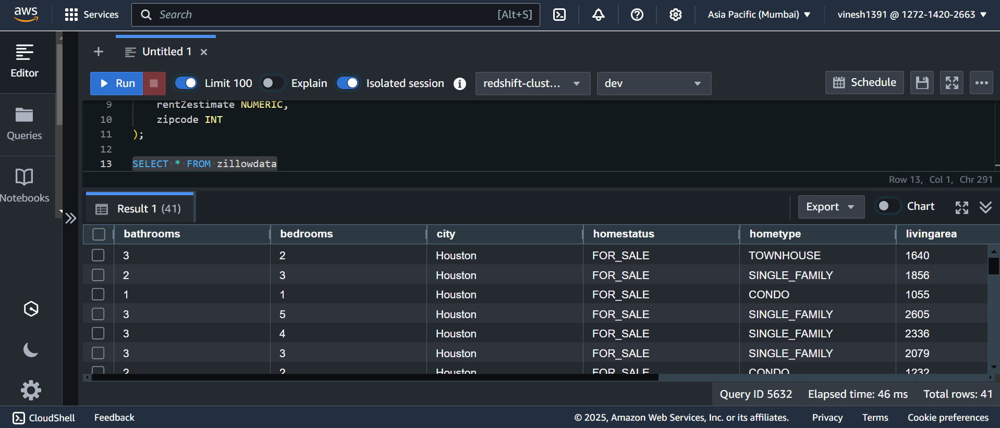 aws Services Search [Alt+S] Asia Pacific (Mumbai) vinesh1391 @ 1272-1420-2663
Editor
Queries
Notebooks
+ Untitled 1 ×
Run Limit 100 Explain Isolated session i redshift-clust... dev Schedule
9 rentZestimate NUMERIC,
10 zipcode INT
11 );
12
13 SELECT * FROM zillowdata
Row 13, Col 1, Chr 291
Result 1 (41) Export Chart
bathrooms bedrooms city homestatus hometype livingarea
3 2 Houston FOR_SALE TOWNHOUSE 1640
2 3 Houston FOR_SALE SINGLE_FAMILY 1856
1 1 Houston FOR_SALE CONDO 1055
3 5 Houston FOR_SALE SINGLE_FAMILY 2605
3 4 Houston FOR_SALE SINGLE_FAMILY 2336
3 3 Houston FOR_SALE SINGLE_FAMILY 2079
2 2 Houston FOR_SALE CONDO 1232
Query ID 5632 Elapsed time: 46 ms Total rows: 41
CloudShell Feedback © 2025, Amazon Web Services, Inc. or its affiliates. Privacy Terms Cookie preferences